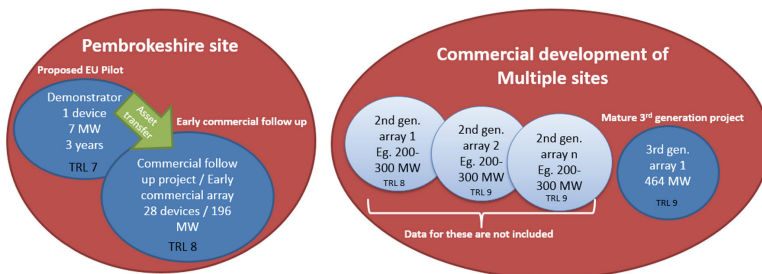 Pembrokeshire site
Proposed EU Pilot
Demonstrator
1 device
7 MW
3 years
TRL 7
Asset
transfer
Early commercial follow up
Commercial follow
up project / Early
commercial array
28 devices / 196
MW
TRL 8
Commercial development of
Multiple sites
2nd gen.
array 1
Eg. 200-
300 MW
TRL 8
2nd gen.
array 2
Eg. 200-
300 MW
TRL 9
2nd gen.
array n
Eg. 200-
300 MW
TRL 9
Mature 3rd generation project
3rd gen.
array 1
464 MW
TRL 9
Data for these are not included